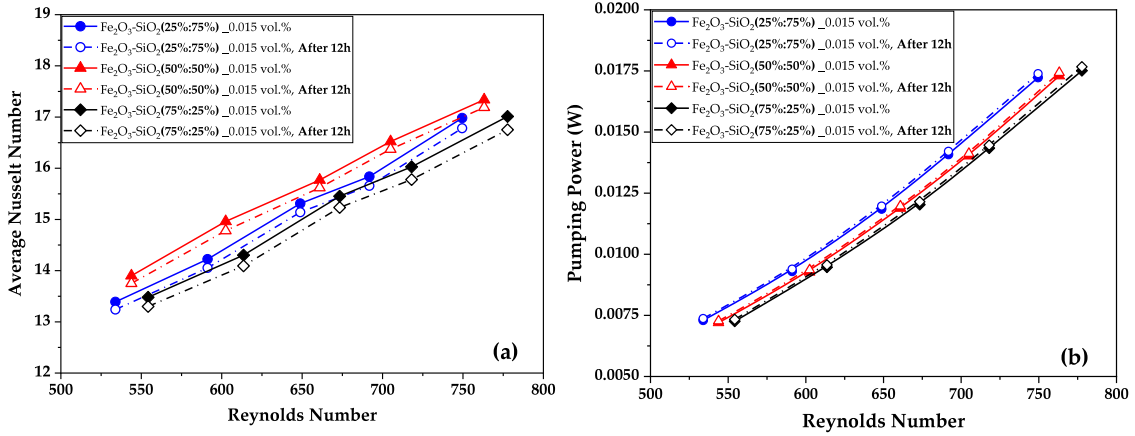 19
18
17
16
15
14
13
12
Average Nusselt Number
Fe₂O₃-SiO₂(25%:75%) _0.015 vol.%
Fe₂O₃-SiO₂(25%:75%) _0.015 vol.%, After 12h
Fe₂O₃-SiO₂(50%:50%) _0.015 vol.%
Fe₂O₃-SiO₂(50%:50%) _0.015 vol.%, After 12h
Fe₂O₃-SiO₂(75%:25%) _0.015 vol.%
Fe₂O₃-SiO₂(75%:25%) _0.015 vol.%, After 12h
(a)
500 550 600 650 700 750 800
Reynolds Number
0.0200
0.0175
0.0150
0.0125
0.0100
0.0075
0.0050
Pumping Power (W)
Fe₂O₃-SiO₂(25%:75%) _0.015 vol.%
Fe₂O₃-SiO₂(25%:75%) _0.015 vol.%, After 12h
Fe₂O₃-SiO₂(50%:50%) _0.015 vol.%
Fe₂O₃-SiO₂(50%:50%) _0.015 vol.%, After 12h
Fe₂O₃-SiO₂(75%:25%) _0.015 vol.%
Fe₂O₃-SiO₂(75%:25%) _0.015 vol.%, After 12h
(b)
500 550 600 650 700 750 800
Reynolds Number